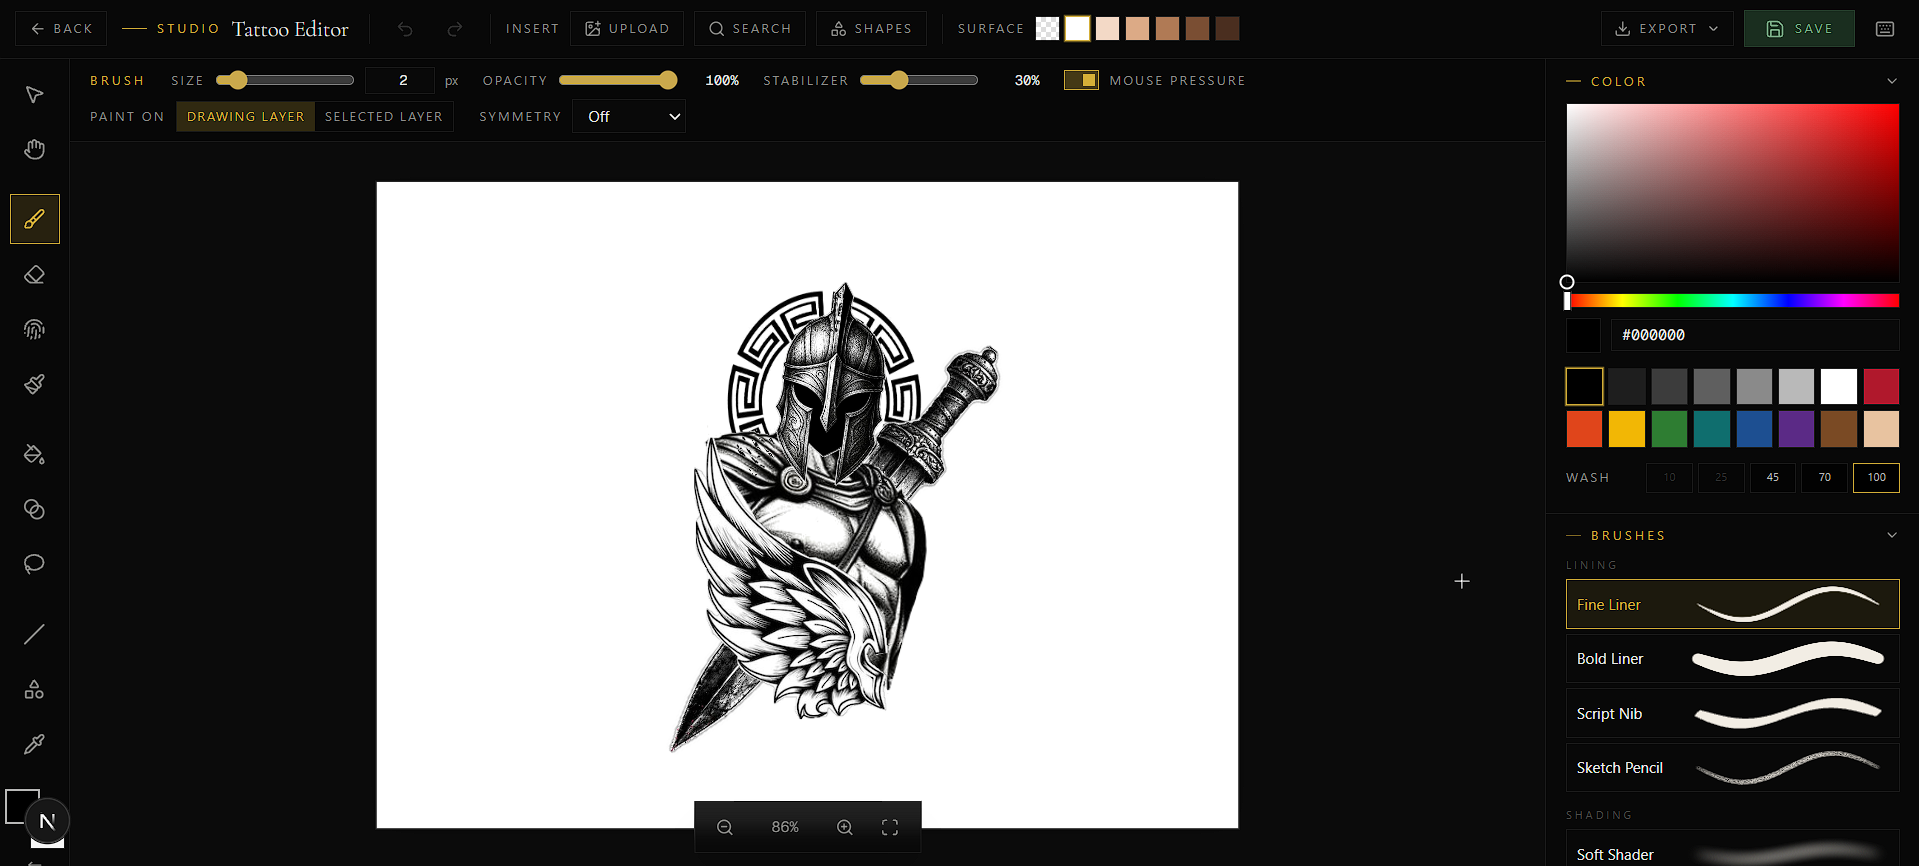 BACK
STUDIO Tattoo Editor
INSERT
UPLOAD
SEARCH
SHAPES
SURFACE
EXPORT
SAVE
BRUSH SIZE 2 px OPACITY 100% STABILIZER 30% MOUSE PRESSURE
PAINT ON DRAWING LAYER SELECTED LAYER SYMMETRY Off
COLOR
#000000
WASH 10 25 45 70 100
BRUSHES
LINING
Fine Liner
Bold Liner
Script Nib
Sketch Pencil
SHADING
Soft Shader
N
86%